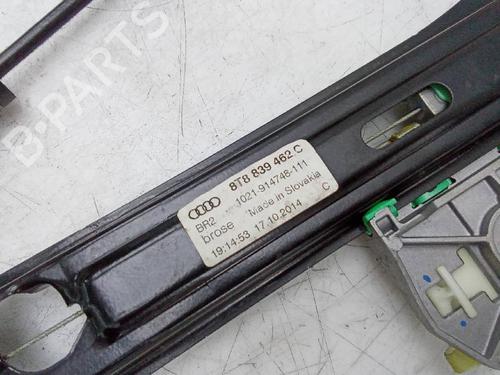 8T8 839 462 C
BR2 1021-914748-111
brose Made in Slovakia
19:14:53 17.10.2014 C
B-PARTS